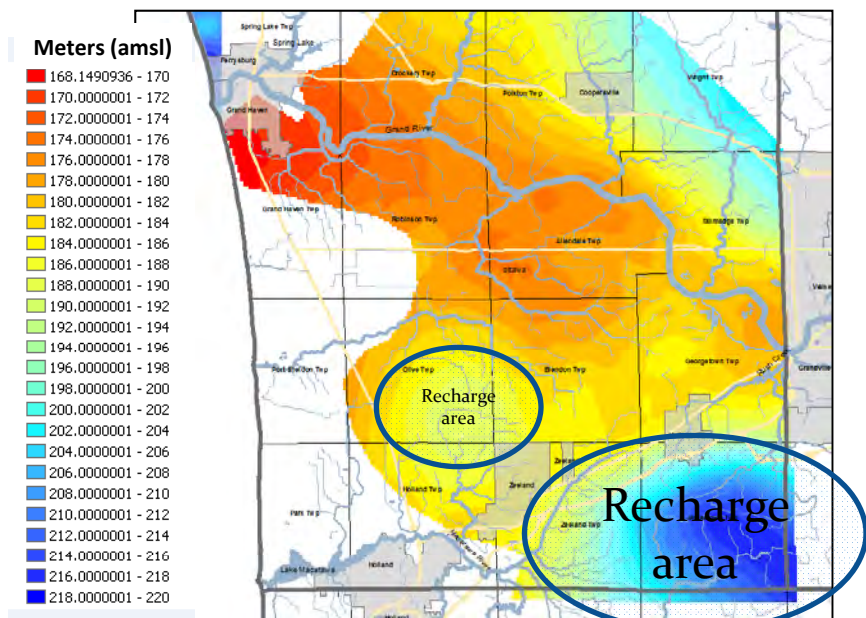 Meters (amsl)
168.1490936 - 170
170.0000001 - 172
172.0000001 - 174
174.0000001 - 176
176.0000001 - 178
178.0000001 - 180
180.0000001 - 182
182.0000001 - 184
184.0000001 - 186
186.0000001 - 188
188.0000001 - 190
190.0000001 - 192
192.0000001 - 194
194.0000001 - 196
196.0000001 - 198
198.0000001 - 200
200.0000001 - 202
202.0000001 - 204
204.0000001 - 206
206.0000001 - 208
208.0000001 - 210
210.0000001 - 212
212.0000001 - 214
214.0000001 - 216
216.0000001 - 218
218.0000001 - 220
Spring Lake Twp
Spring Lake
Ferrysburg
Crockery Twp
Polkton Twp
Coopersville
Wright Twp
Grand Haven
Grand River
Grand Haven Twp
Robinson Twp
Allendale Twp
Tallmadge Twp
Ottawa
Port Sheldon Twp
Olive Twp
Blendon Twp
Georgetown Twp
Rush Creek
Grandville
Recharge
area
Holland Twp
Zeeland
Zeeland Twp
Recharge
area
Park Twp
Macatawa River
Lake Macatawa
Holland
Holland